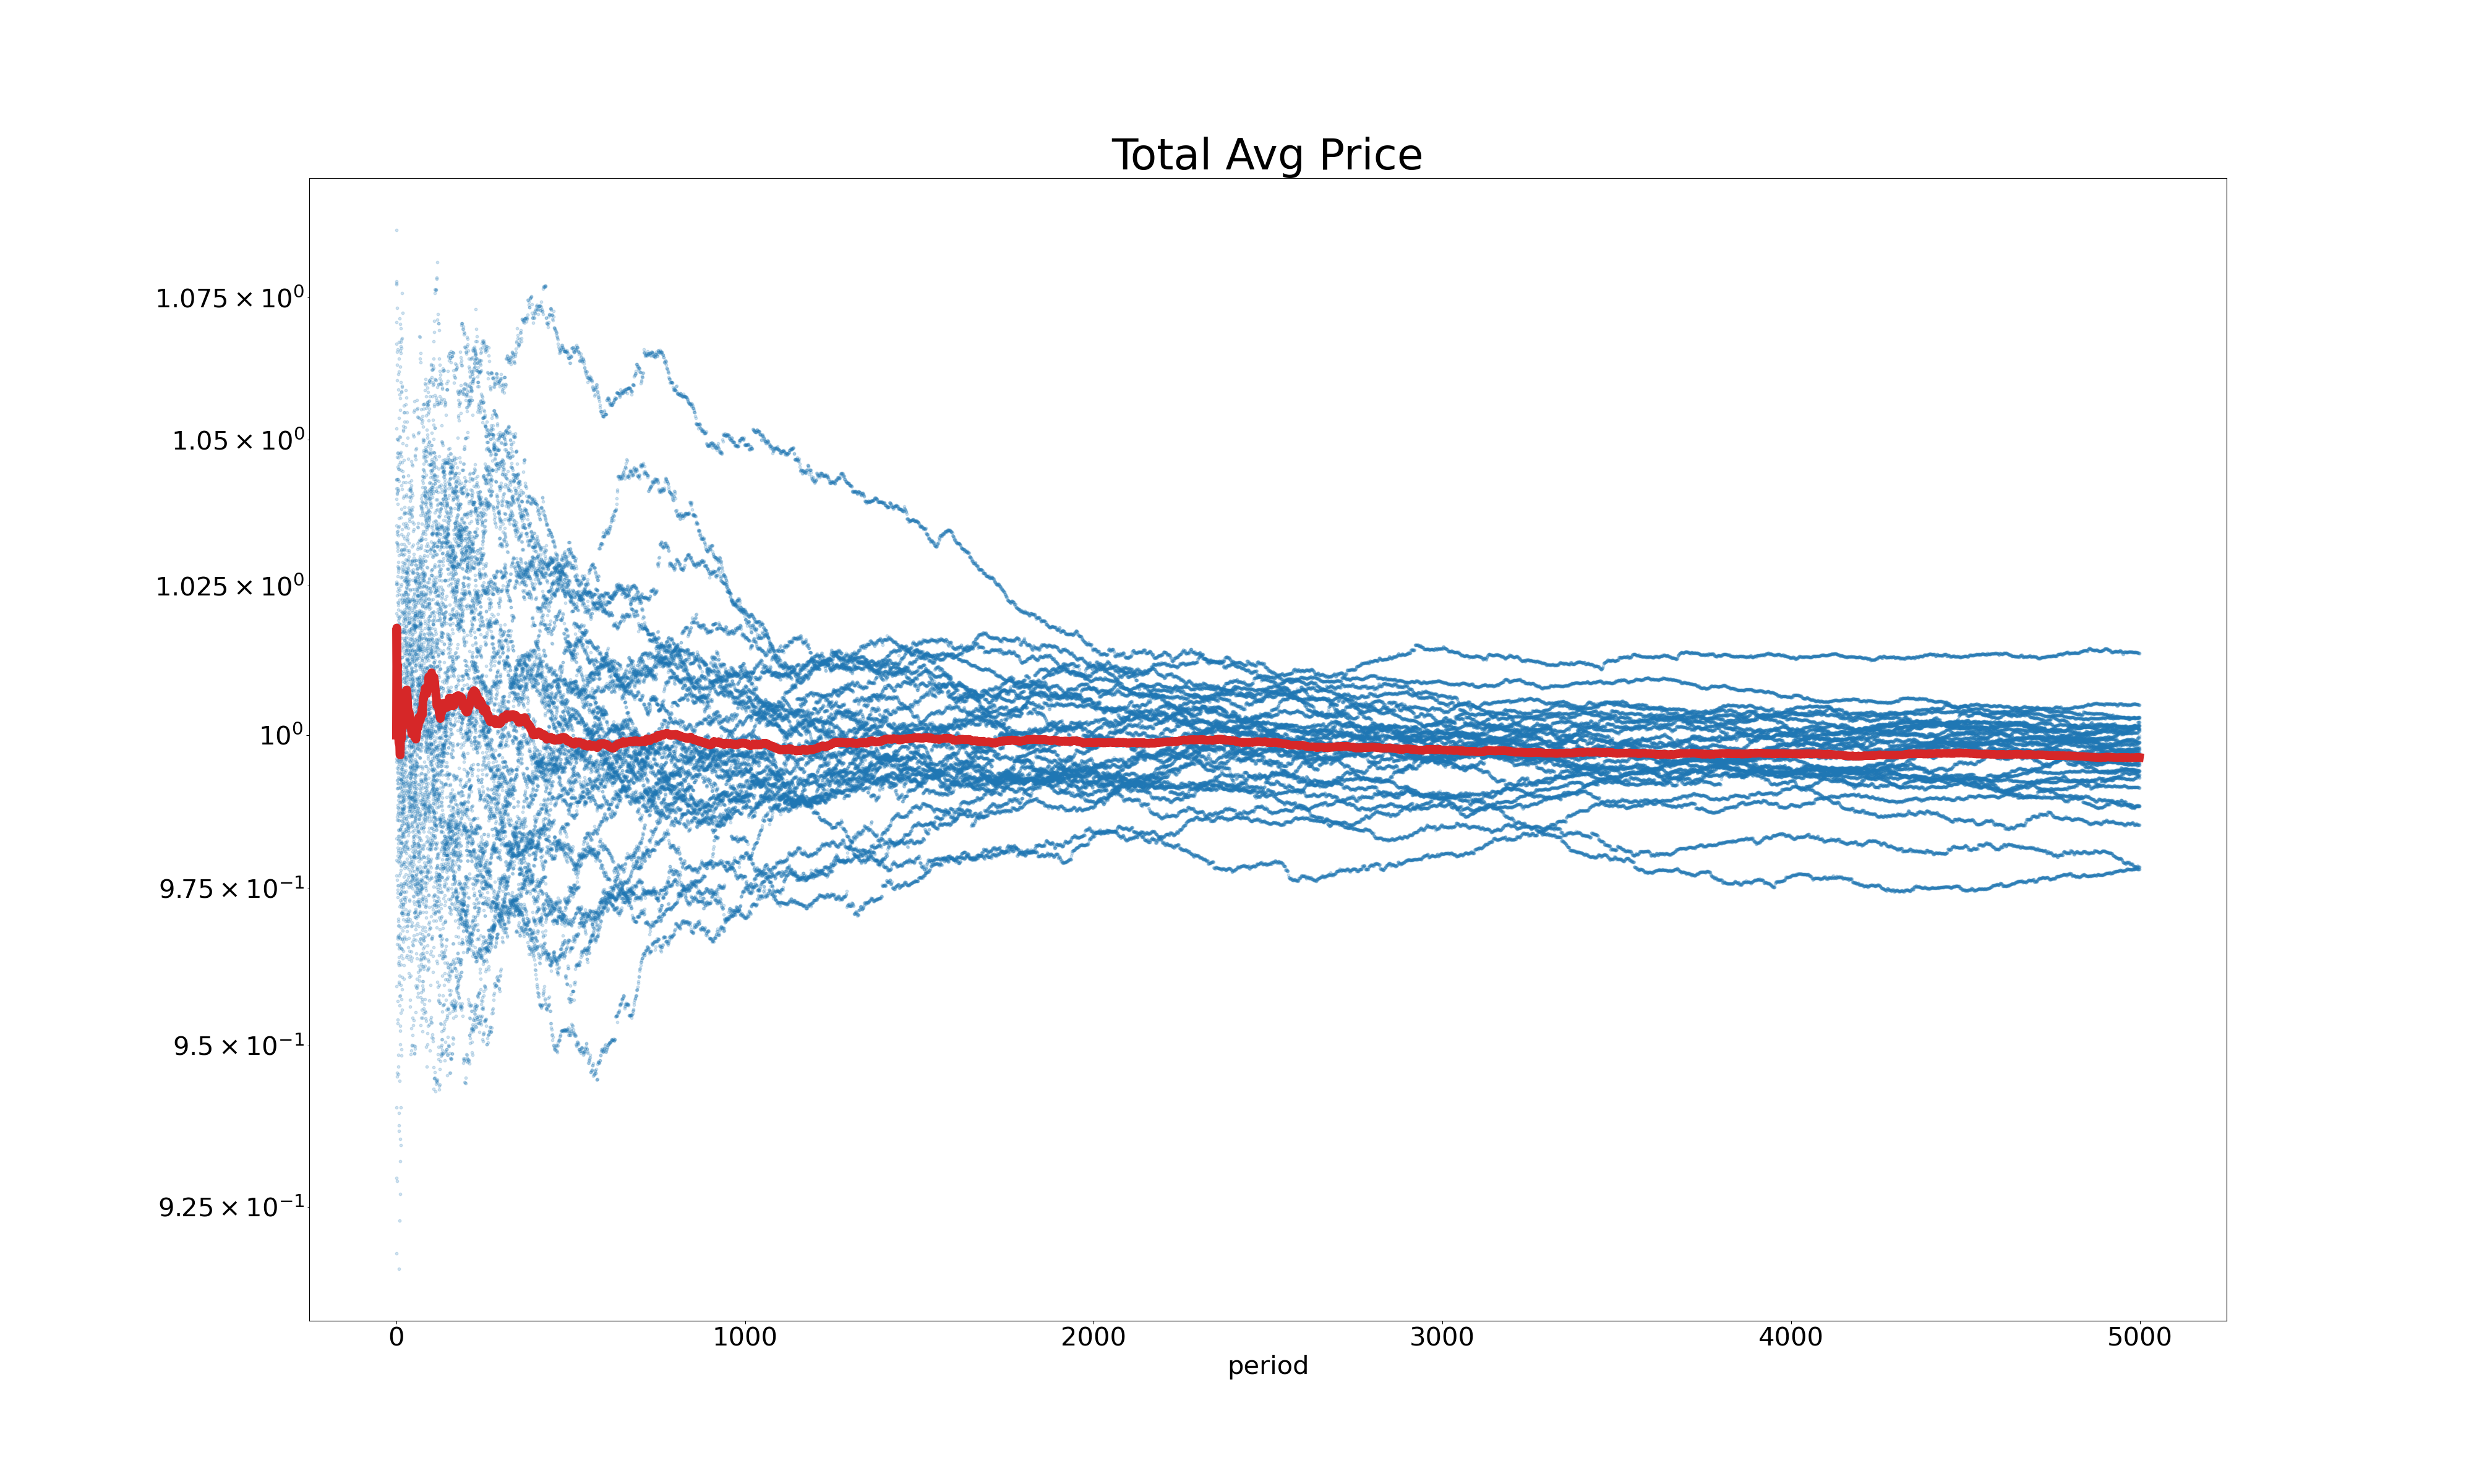 Total Avg Price
1.075 × 10⁰
1.05 × 10⁰
1.025 × 10⁰
10⁰
9.75 × 10⁻¹
9.5 × 10⁻¹
9.25 × 10⁻¹
0 1000 2000 3000 4000 5000
period